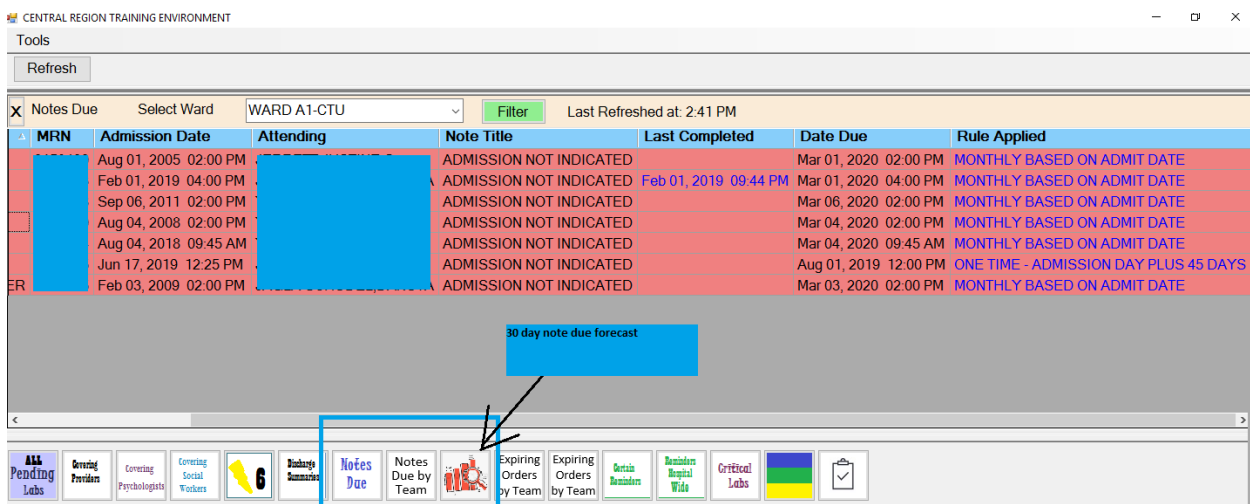 CENTRAL REGION TRAINING ENVIRONMENT
Tools
Refresh
X Notes Due Select Ward WARD A1-CTU Filter Last Refreshed at: 2:41 PM
MRN Admission Date Attending Note Title Last Completed Date Due Rule Applied
Aug 01, 2005 02:00 PM ADMISSION NOT INDICATED Mar 01, 2020 02:00 PM MONTHLY BASED ON ADMIT DATE
Feb 01, 2019 04:00 PM ADMISSION NOT INDICATED Feb 01, 2019 09:44 PM Mar 01, 2020 04:00 PM MONTHLY BASED ON ADMIT DATE
Sep 06, 2011 02:00 PM ADMISSION NOT INDICATED Mar 06, 2020 02:00 PM MONTHLY BASED ON ADMIT DATE
Aug 04, 2008 02:00 PM ADMISSION NOT INDICATED Mar 04, 2020 02:00 PM MONTHLY BASED ON ADMIT DATE
Aug 04, 2018 09:45 AM ADMISSION NOT INDICATED Mar 04, 2020 09:45 AM MONTHLY BASED ON ADMIT DATE
Jun 17, 2019 12:25 PM ADMISSION NOT INDICATED Aug 01, 2019 12:00 PM ONE TIME - ADMISSION DAY PLUS 45 DAYS
ER Feb 03, 2009 02:00 PM ADMISSION NOT INDICATED Mar 03, 2020 02:00 PM MONTHLY BASED ON ADMIT DATE
30 day note due forecast
ALL
Pending
Labs
Covering
Providers
Covering
Psychologists
Covering
Social
Workers
6
Discharge
Summaries
Notes
Due
Notes
Due by
Team
Expiring
Orders
by Team
Expiring
Orders
by Team
Certain
Reminders
Reminders
Hospital
Wide
Critical
Labs